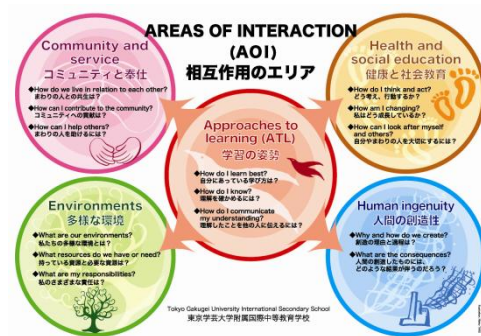 AREAS OF INTERACTION
(AOI)
相互作用のエリア
Community and
service
コミュニティと奉仕
◆How do we live in relation to each other?
まわりの人との共生は？
◆How can I contribute to the community?
コミュニティへの貢献は？
◆How can I help others?
まわりの人を助けるには？
Health and
social education
健康と社会教育
◆How do I think and act?
どう考え、行動するか？
◆How am I changing?
私はどう成長しているか？
◆How can I look after myself
and others?
自分やまわりの人を大切にするには？
Approaches to
learning (ATL)
学習の姿勢
◆How do I learn best?
自分にあっている学び方は？
◆How do I know?
理解を確かめるには？
◆How do I communicate
my understanding?
理解したことを他の人に伝えるには？
Environments
多様な環境
◆What are our environments?
私たちの多様な環境とは？
◆What resources do we have or need?
持っている資源と必要な資源は？
◆What are my responsibilities?
私のさまざまな責任は？
Human ingenuity
人間の創造性
◆Why and how do we create?
創造の理由と過程は？
◆What are the consequences?
人間の創造したものには、
どのような結果が伴うのだろう？
Tokyo Gakugei University International Secondary School
東京学芸大学附属国際中等教育学校